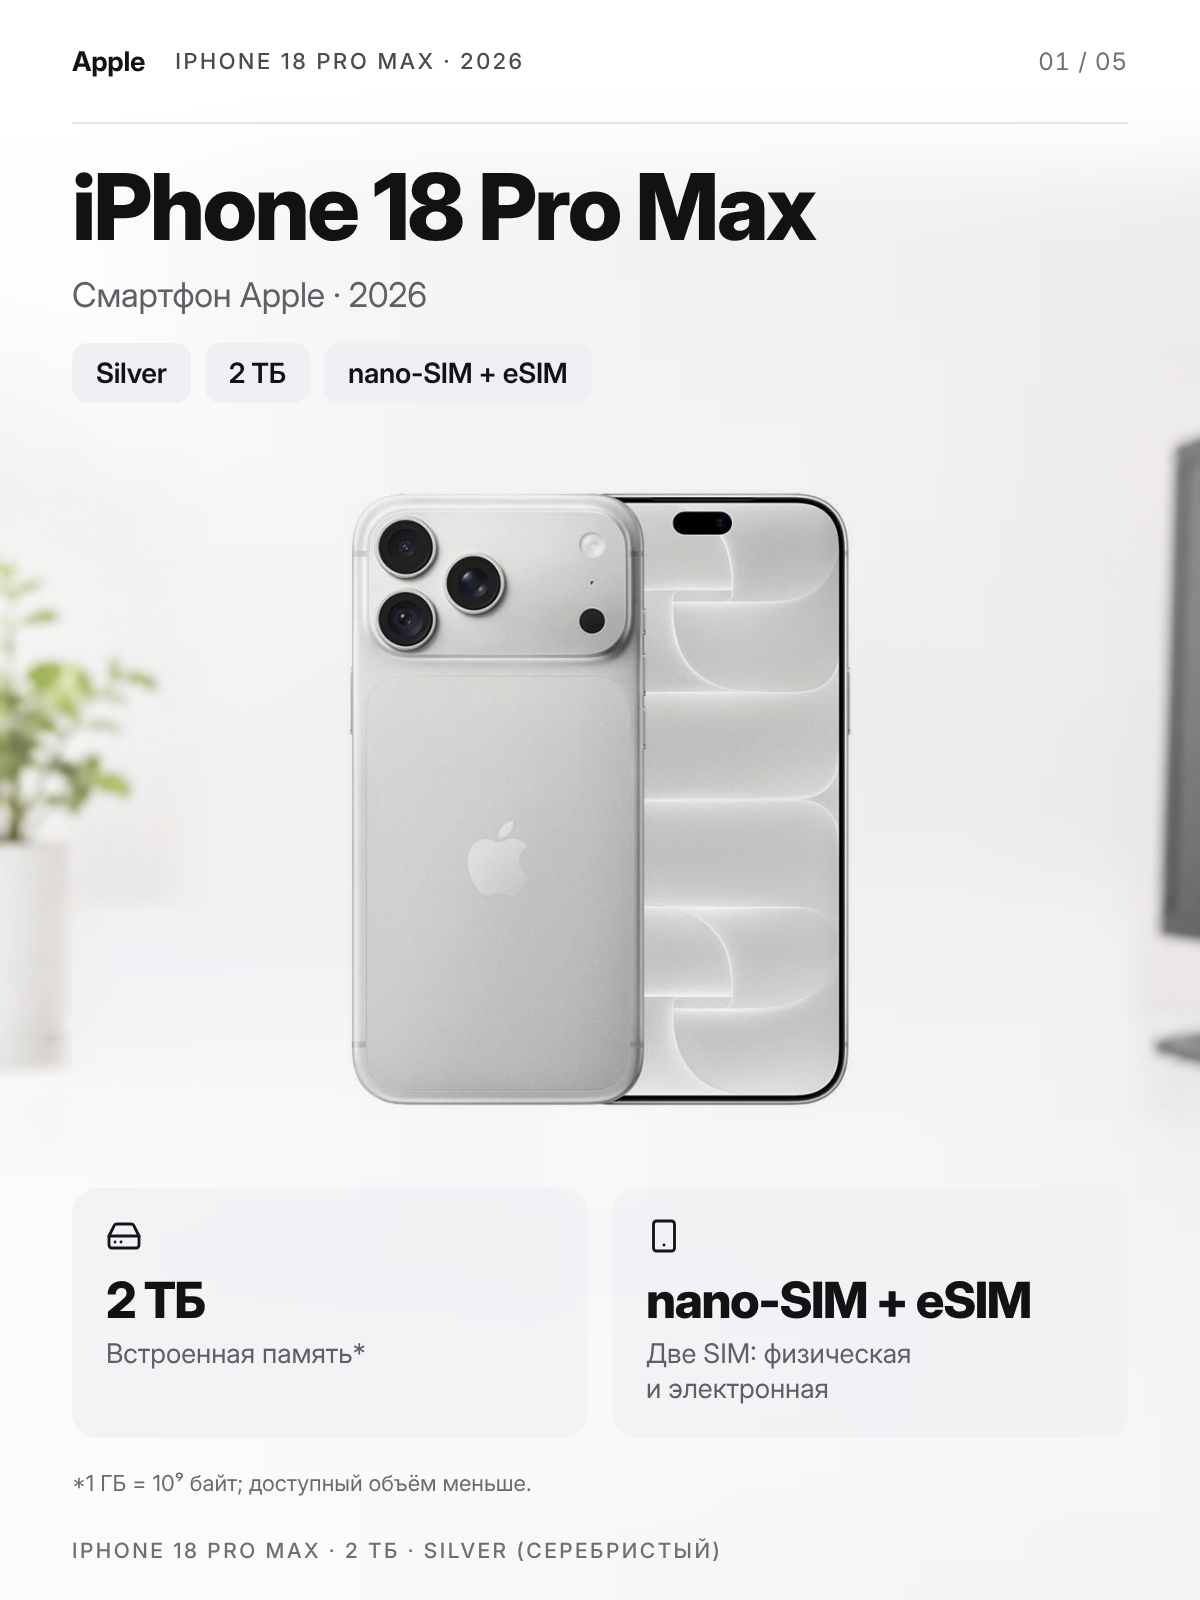 Apple IPHONE 18 PRO MAX · 2026 01 / 05
iPhone 18 Pro Max
Смартфон Apple · 2026
Silver 2 ТБ nano-SIM + eSIM
2 ТБ
Встроенная память*
nano-SIM + eSIM
Две SIM: физическая
и электронная
*1 ГБ = 10⁹ байт; доступный объём меньше.
IPHONE 18 PRO MAX · 2 ТБ · SILVER (СЕРЕБРИСТЫЙ)